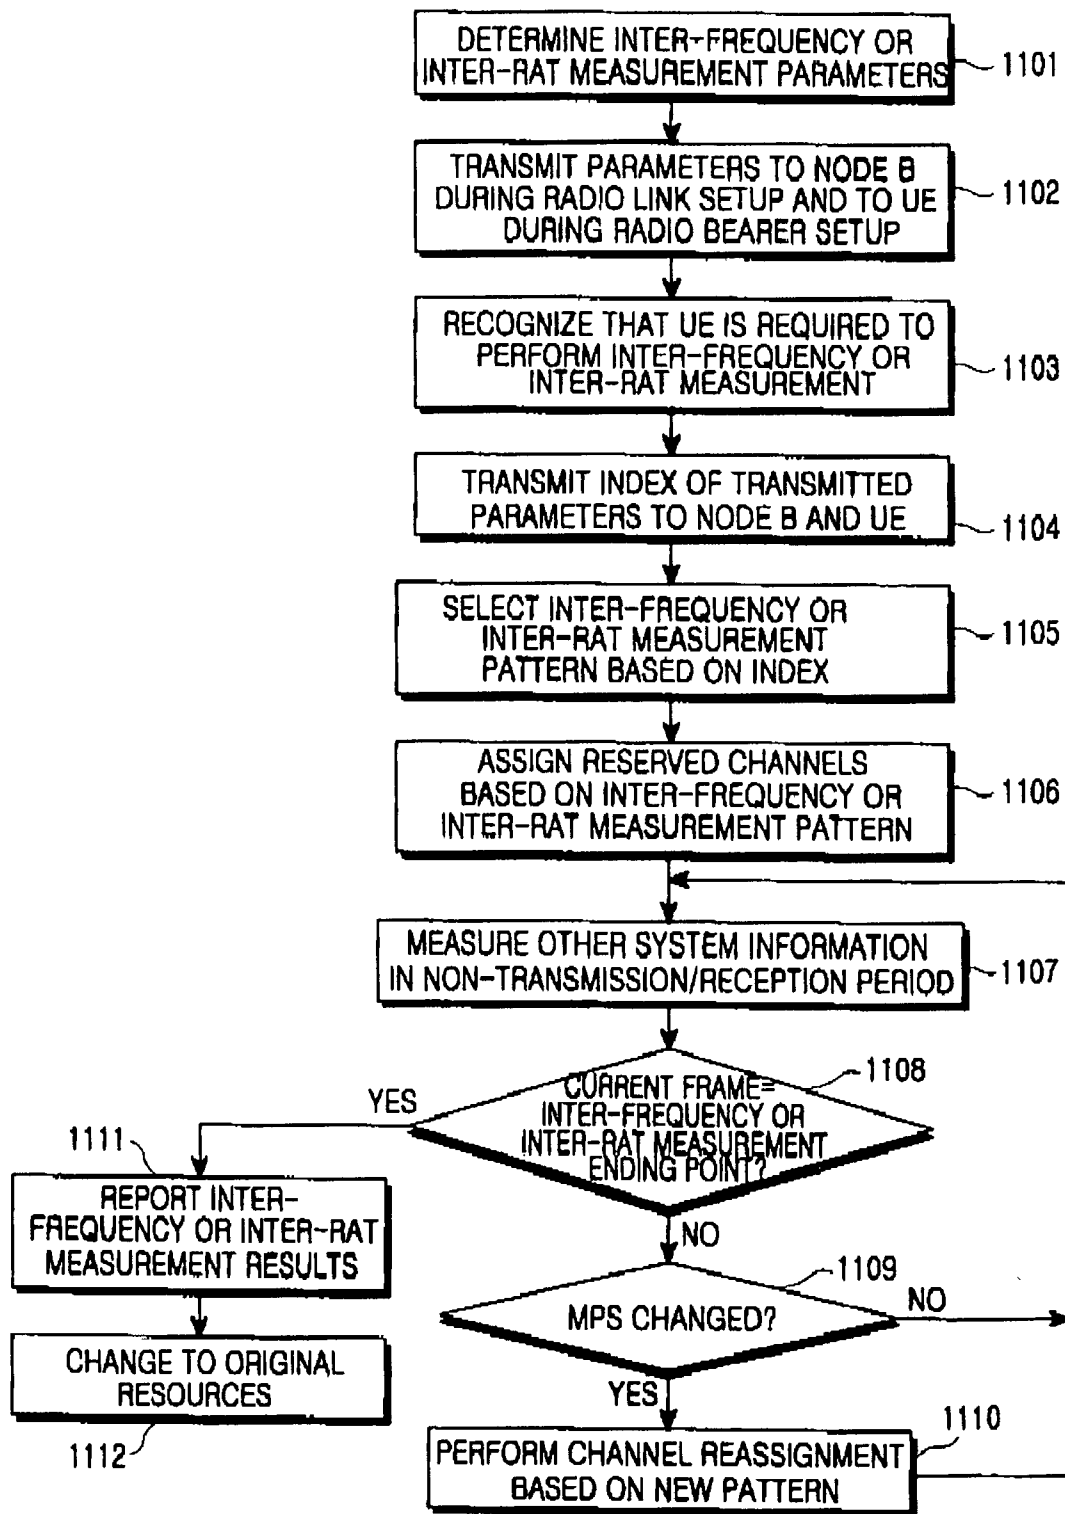 DETERMINE INTER-FREQUENCY OR
INTER-RAT MEASUREMENT PARAMETERS
1101
TRANSMIT PARAMETERS TO NODE B
DURING RADIO LINK SETUP AND TO UE
DURING RADIO BEARER SETUP
1102
RECOGNIZE THAT UE IS REQUIRED TO
PERFORM INTER-FREQUENCY OR
INTER-RAT MEASUREMENT
1103
TRANSMIT INDEX OF TRANSMITTED
PARAMETERS TO NODE B AND UE
1104
SELECT INTER-FREQUENCY OR
INTER-RAT MEASUREMENT
PATTERN BASED ON INDEX
1105
ASSIGN RESERVED CHANNELS
BASED ON INTER-FREQUENCY OR
INTER-RAT MEASUREMENT PATTERN
1106
MEASURE OTHER SYSTEM INFORMATION
IN NON-TRANSMISSION/RECEPTION PERIOD
1107
CURRENT FRAME=
INTER-FREQUENCY OR
INTER-RAT MEASUREMENT
ENDING POINT?
1108
YES
NO
1111
REPORT INTER-
FREQUENCY OR INTER-RAT
MEASUREMENT RESULTS
CHANGE TO ORIGINAL
RESOURCES
1112
MPS CHANGED?
1109
NO
YES
PERFORM CHANNEL REASSIGNMENT
BASED ON NEW PATTERN
1110